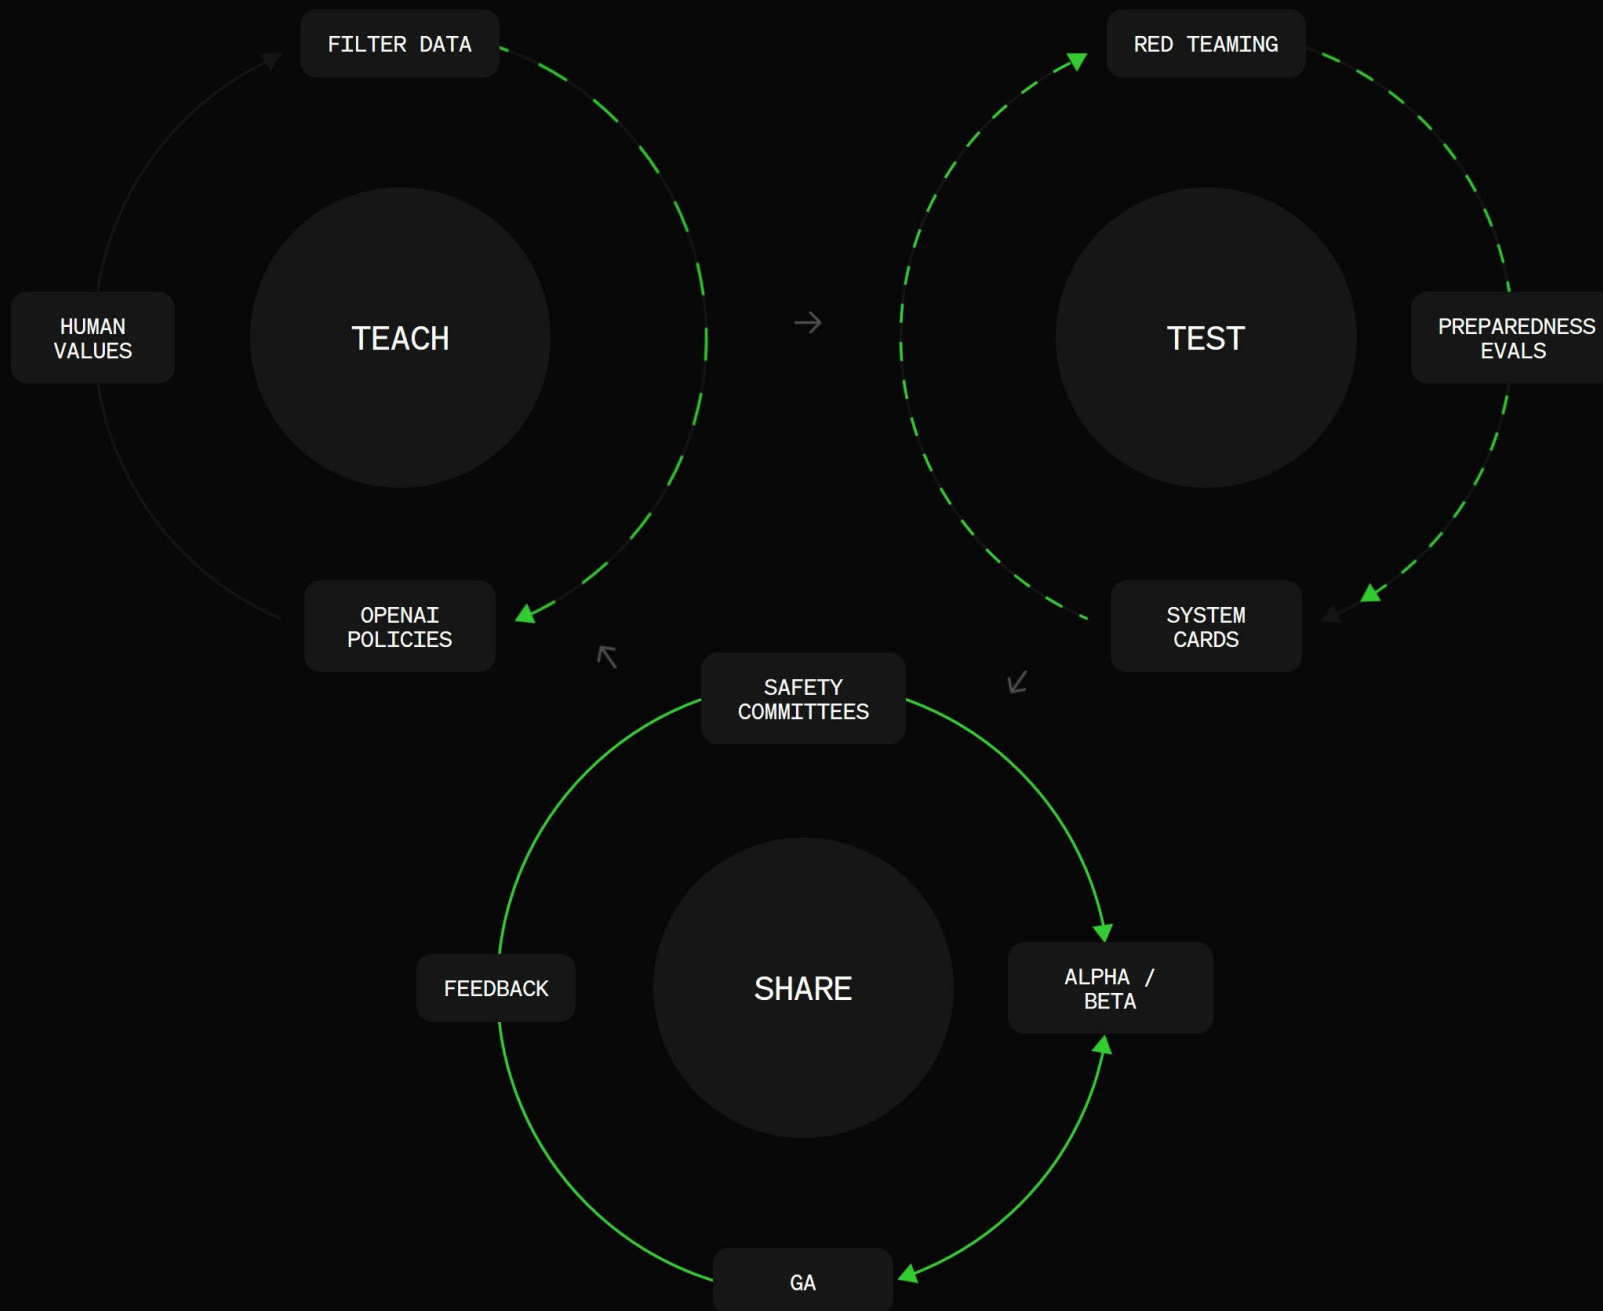 FILTER DATA
RED TEAMING
HUMAN
VALUES
TEACH
TEST
PREPAREDNESS
EVALS
OPENAI
POLICIES
SYSTEM
CARDS
SAFETY
COMMITTEES
FEEDBACK
SHARE
ALPHA /
BETA
GA